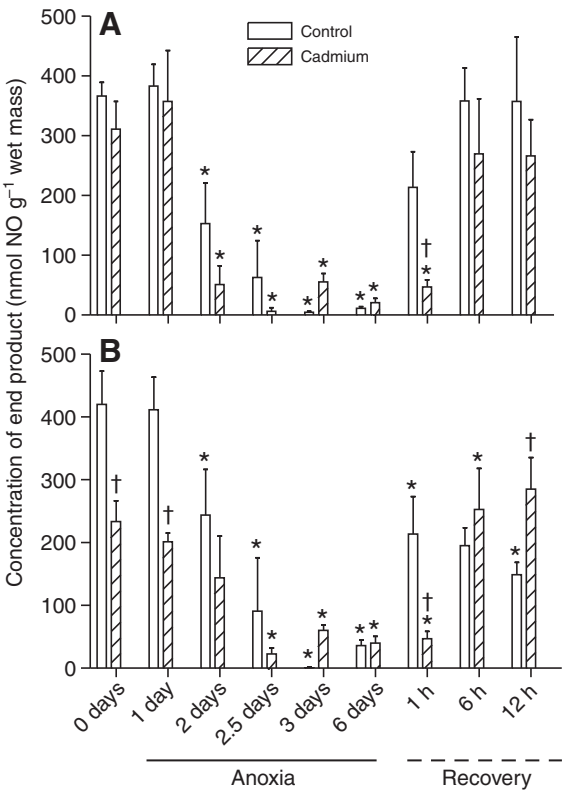 A
Control
Cadmium
500
400
300
200
100
0
* * * * * * * * † *
B
500
400
300
200
100
0
† † * * * * * * * * † * * * †
0 days 1 day 2 days 2.5 days 3 days 6 days 1 h 6 h 12 h
Anoxia Recovery
Concentration of end product (nmol NO g⁻¹ wet mass)